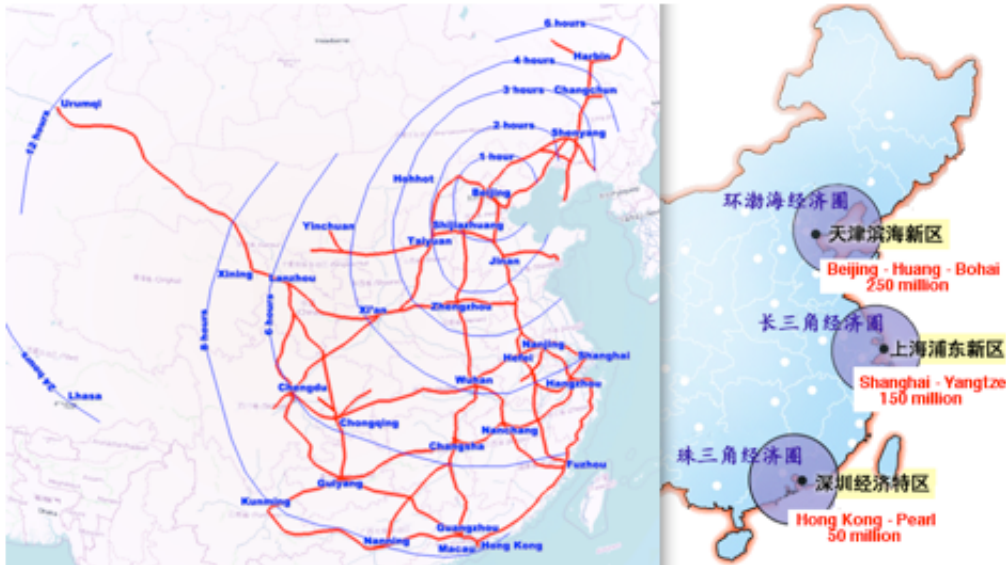 6 hours
Harbin
4 hours
Changchun
3 hours
Urumqi
12 hours
2 hours
Shenyang
1 hour
Hohhot
Beijing
Yinchuan
Shijiazhuang
Taiyuan
Jinan
Xining
Lanzhou
8 hours
6 hours
Xi'an
Zhengzhou
Nanjing
Hefei
Shanghai
24 hours
Lhasa
Chengdu
Wuhan
Hangzhou
Chongqing
Nanchang
Changsha
Fuzhou
Guiyang
Kunming
Guangzhou
Nanning
Macau
Hong Kong
环渤海经济圈
天津滨海新区
Beijing - Huang - Bohai
250 million
长三角经济圈
上海浦东新区
Shanghai - Yangtze
150 million
珠三角经济圈
深圳经济特区
Hong Kong - Pearl
50 million